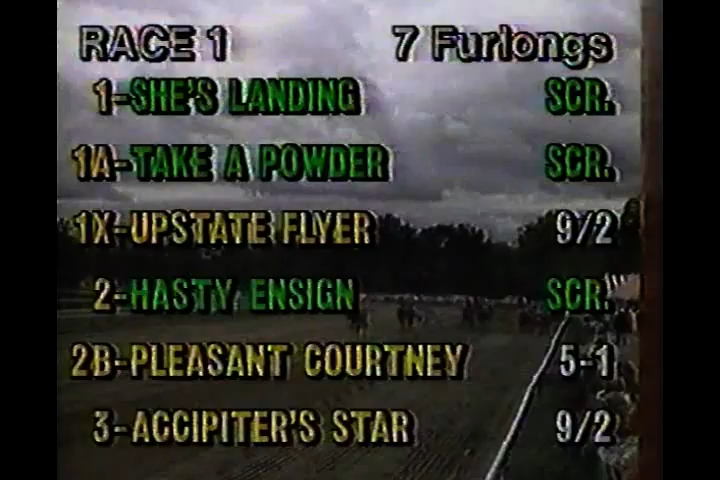 RACE 1 7 Furlongs
1-SHE'S LANDING SCR.
1A-TAKE A POWDER SCR.
1X-UPSTATE FLYER 9/2
2-HASTY ENSIGN SCR.
2B-PLEASANT COURTNEY 5-1
3-ACCIPITER'S STAR 9/2